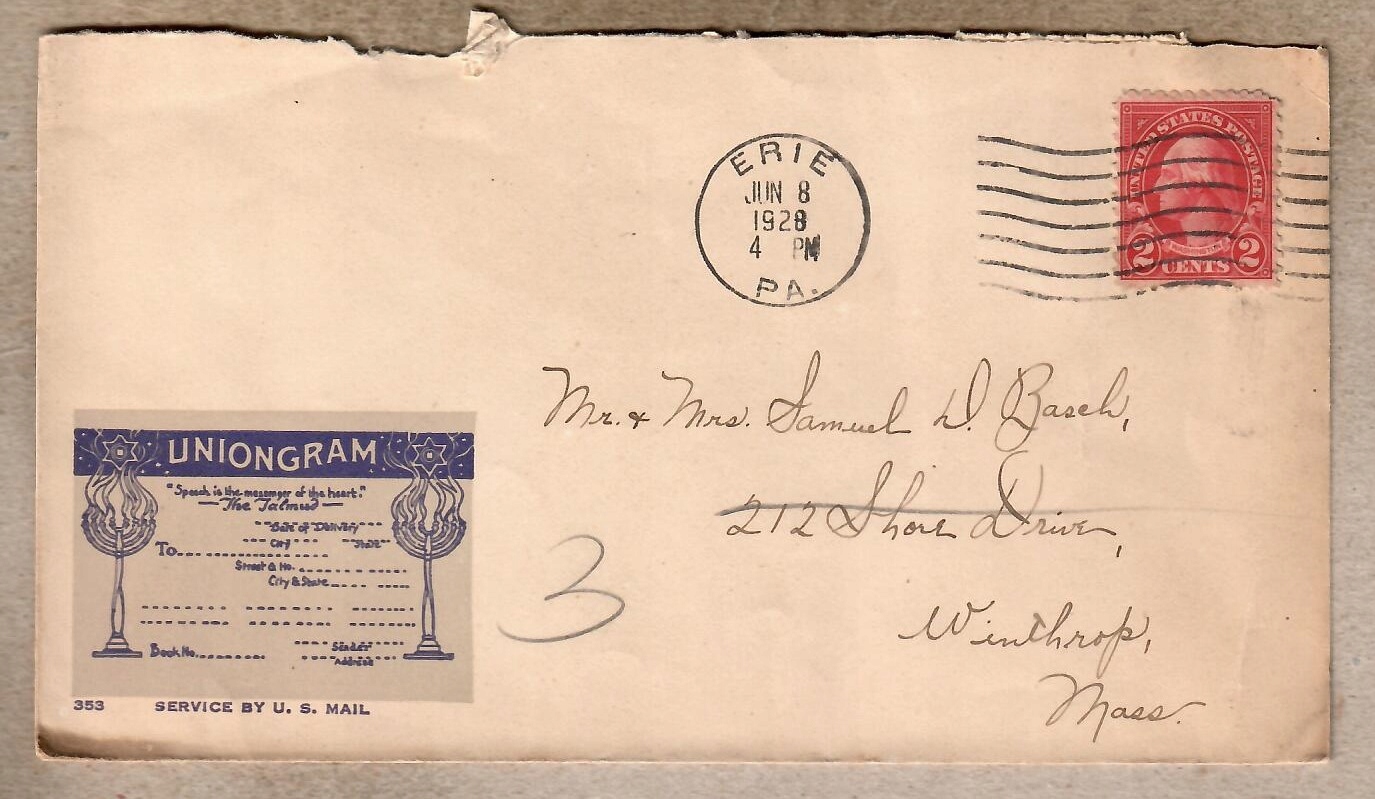 ERIE
JUN 8
1928
4 PM
PA.
UNITED STATES POSTAGE
2 CENTS 2
Mr. & Mrs. Samuel D. Basch,
212 Shore Drive,
Winthrop,
Mass.
3
UNIONGRAM
"Speech is the messenger of the heart."
— The Talmud —
Date of Delivery
City State
To
Street & No.
City & State
Book No.
Sender
Address
353 SERVICE BY U. S. MAIL